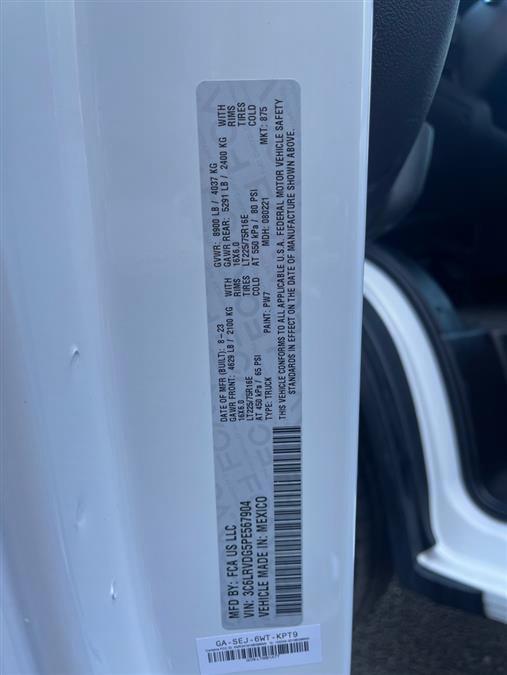 MFD BY: FCA US LLC
VIN: 3C6LRVDG5PE567904
VEHICLE MADE IN: MEXICO
DATE OF MFR (BUILT): 8-23
GVWR: 8900 LB / 4037 KG
GAWR FRONT: 4629 LB / 2100 KG WITH
GAWR REAR: 5291 LB / 2400 KG WITH
16X6.0 RIMS
16X6.0 RIMS
LT225/75R16E TIRES
LT225/75R16E TIRES
AT 450 kPa / 65 PSI COLD
AT 550 kPa / 80 PSI COLD
TYPE: TRUCK
PAINT: PW7
MDH: 080221
MKT: 875
THIS VEHICLE CONFORMS TO ALL APPLICABLE U.S.A. FEDERAL MOTOR VEHICLE SAFETY
STANDARDS IN EFFECT ON THE DATE OF MANUFACTURE SHOWN ABOVE.
GA-SEJ-6WT-KPT9